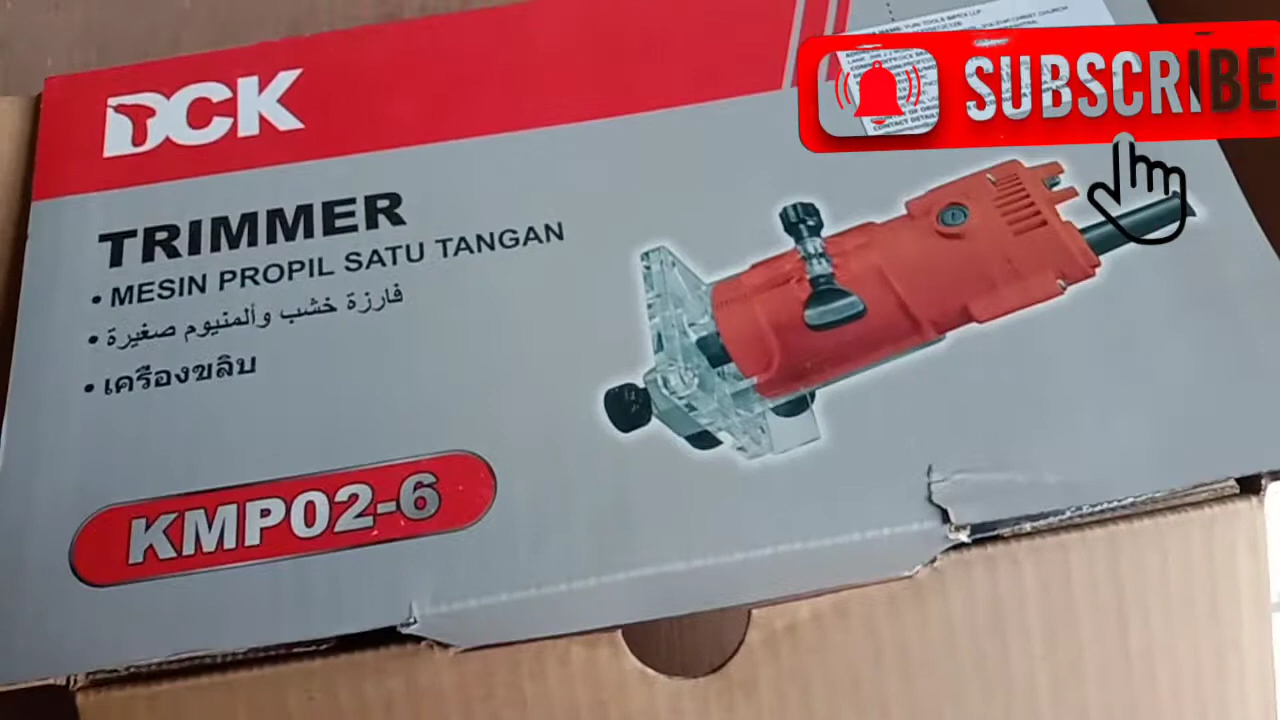 DCK
TRIMMER
• MESIN PROPIL SATU TANGAN
• فارزة خشب وألمنيوم صغيرة
• เครื่องขลิบ
KMP02-6
SUBSCRIBE